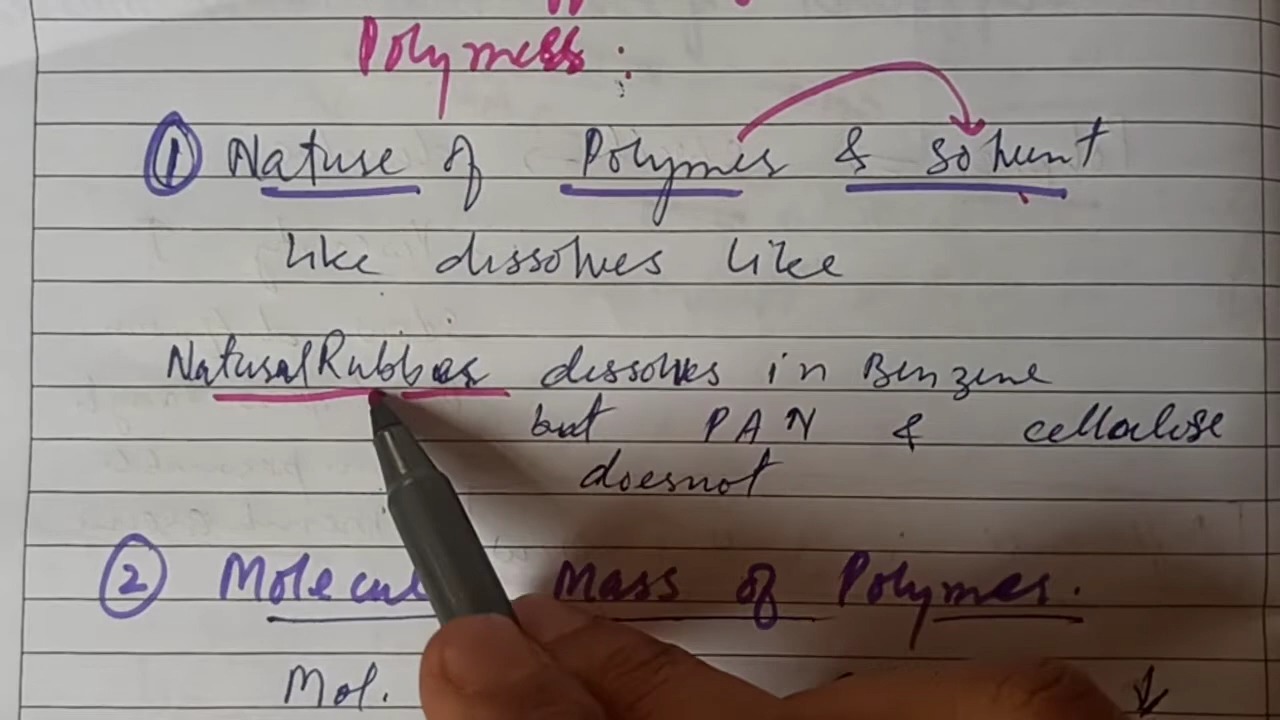 Polymers :
① Nature of Polymer & solvent
like dissolves like
Natural Rubber dissolves in Benzene
but PAN & cellulose
doesnot
② Mass of Polymer.
Mol. ↓